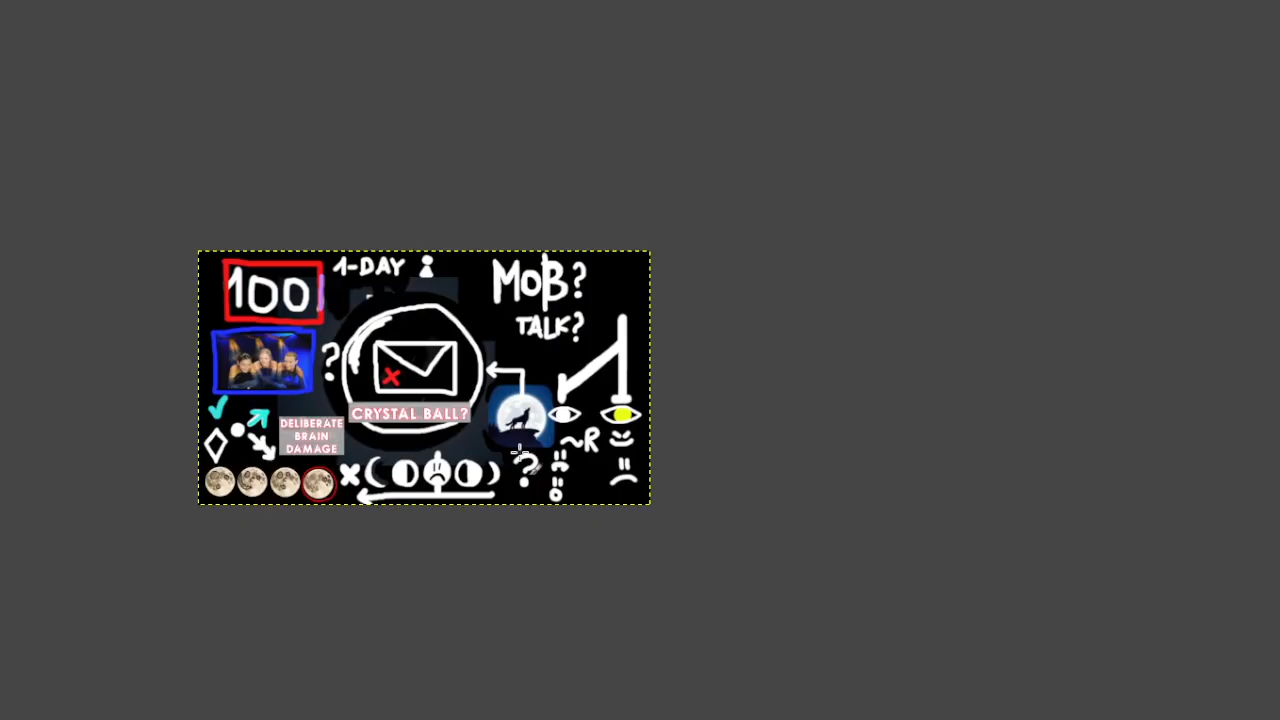 100
1-DAY
MOB?
TALK?
?
CRYSTAL BALL?
DELIBERATE
BRAIN
DAMAGE
~R
?